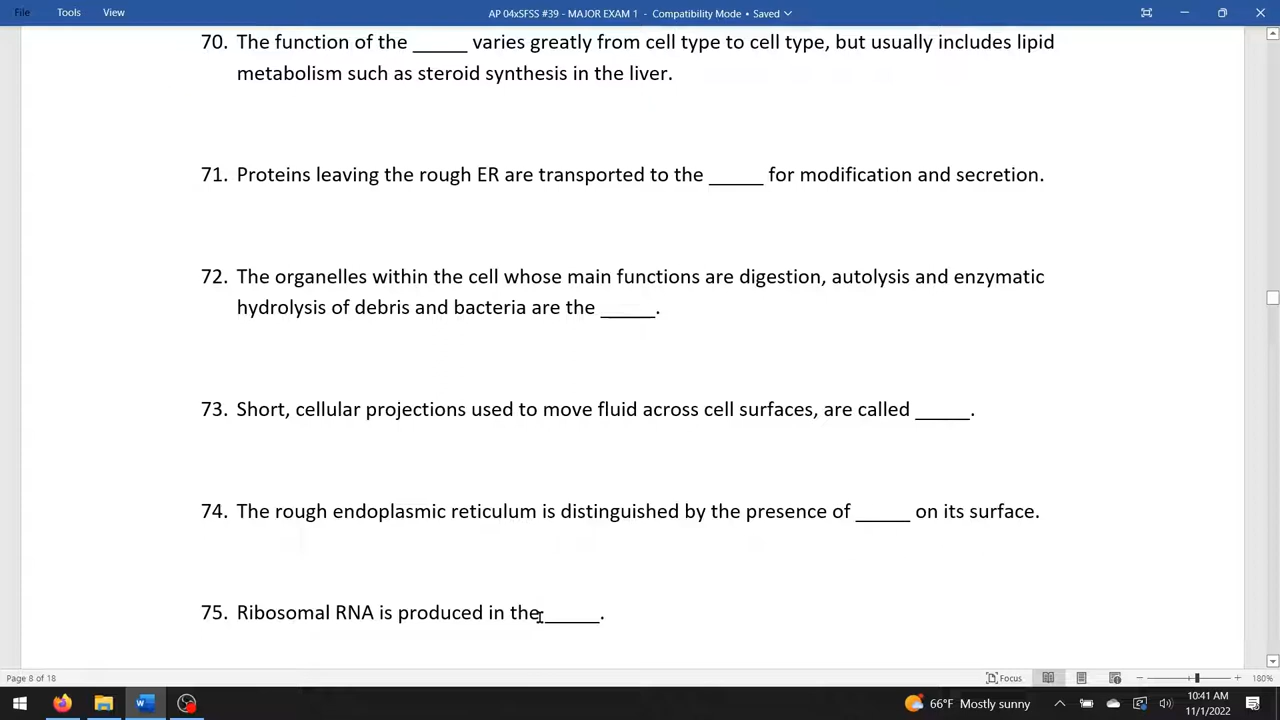 File Tools View AP 04xSFSS #39 - MAJOR EXAM 1 - Compatibility Mode • Saved
70. The function of the _____ varies greatly from cell type to cell type, but usually includes lipid
metabolism such as steroid synthesis in the liver.
71. Proteins leaving the rough ER are transported to the _____ for modification and secretion.
72. The organelles within the cell whose main functions are digestion, autolysis and enzymatic
hydrolysis of debris and bacteria are the _____.
73. Short, cellular projections used to move fluid across cell surfaces, are called _____.
74. The rough endoplasmic reticulum is distinguished by the presence of _____ on its surface.
75. Ribosomal RNA is produced in the _____.
Page 8 of 18 Focus 180%
66°F Mostly sunny 10:41 AM
11/1/2022